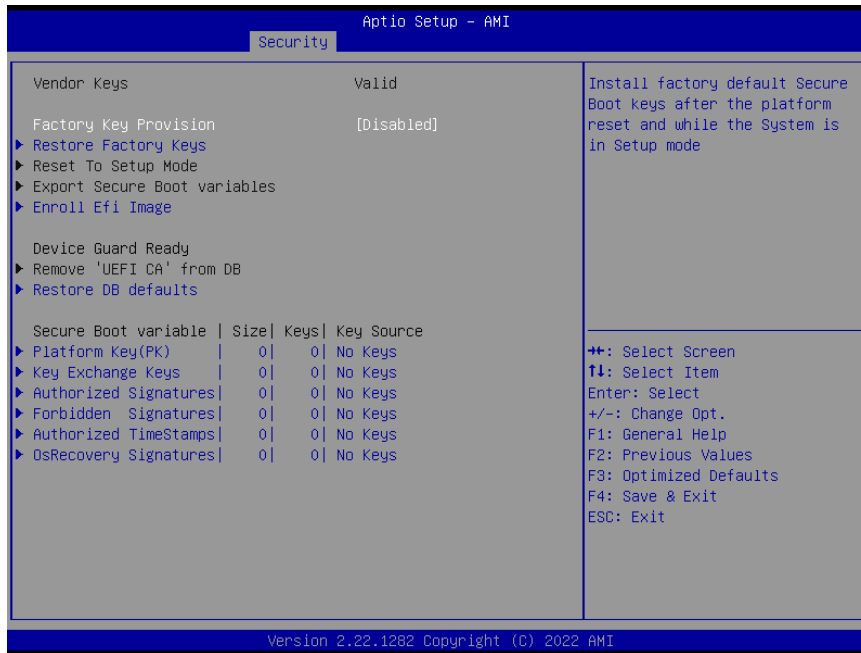 Aptio Setup – AMI
Security
Vendor Keys Valid
Factory Key Provision [Disabled]
Restore Factory Keys
Reset To Setup Mode
Export Secure Boot variables
Enroll Efi Image
Device Guard Ready
Remove 'UEFI CA' from DB
Restore DB defaults
Secure Boot variable | Size| Keys| Key Source
Platform Key(PK) | 0| 0| No Keys
Key Exchange Keys | 0| 0| No Keys
Authorized Signatures| 0| 0| No Keys
Forbidden Signatures| 0| 0| No Keys
Authorized TimeStamps| 0| 0| No Keys
OsRecovery Signatures| 0| 0| No Keys
Install factory default Secure
Boot keys after the platform
reset and while the System is
in Setup mode
→←: Select Screen
↑↓: Select Item
Enter: Select
+/-: Change Opt.
F1: General Help
F2: Previous Values
F3: Optimized Defaults
F4: Save & Exit
ESC: Exit
Version 2.22.1282 Copyright (C) 2022 AMI